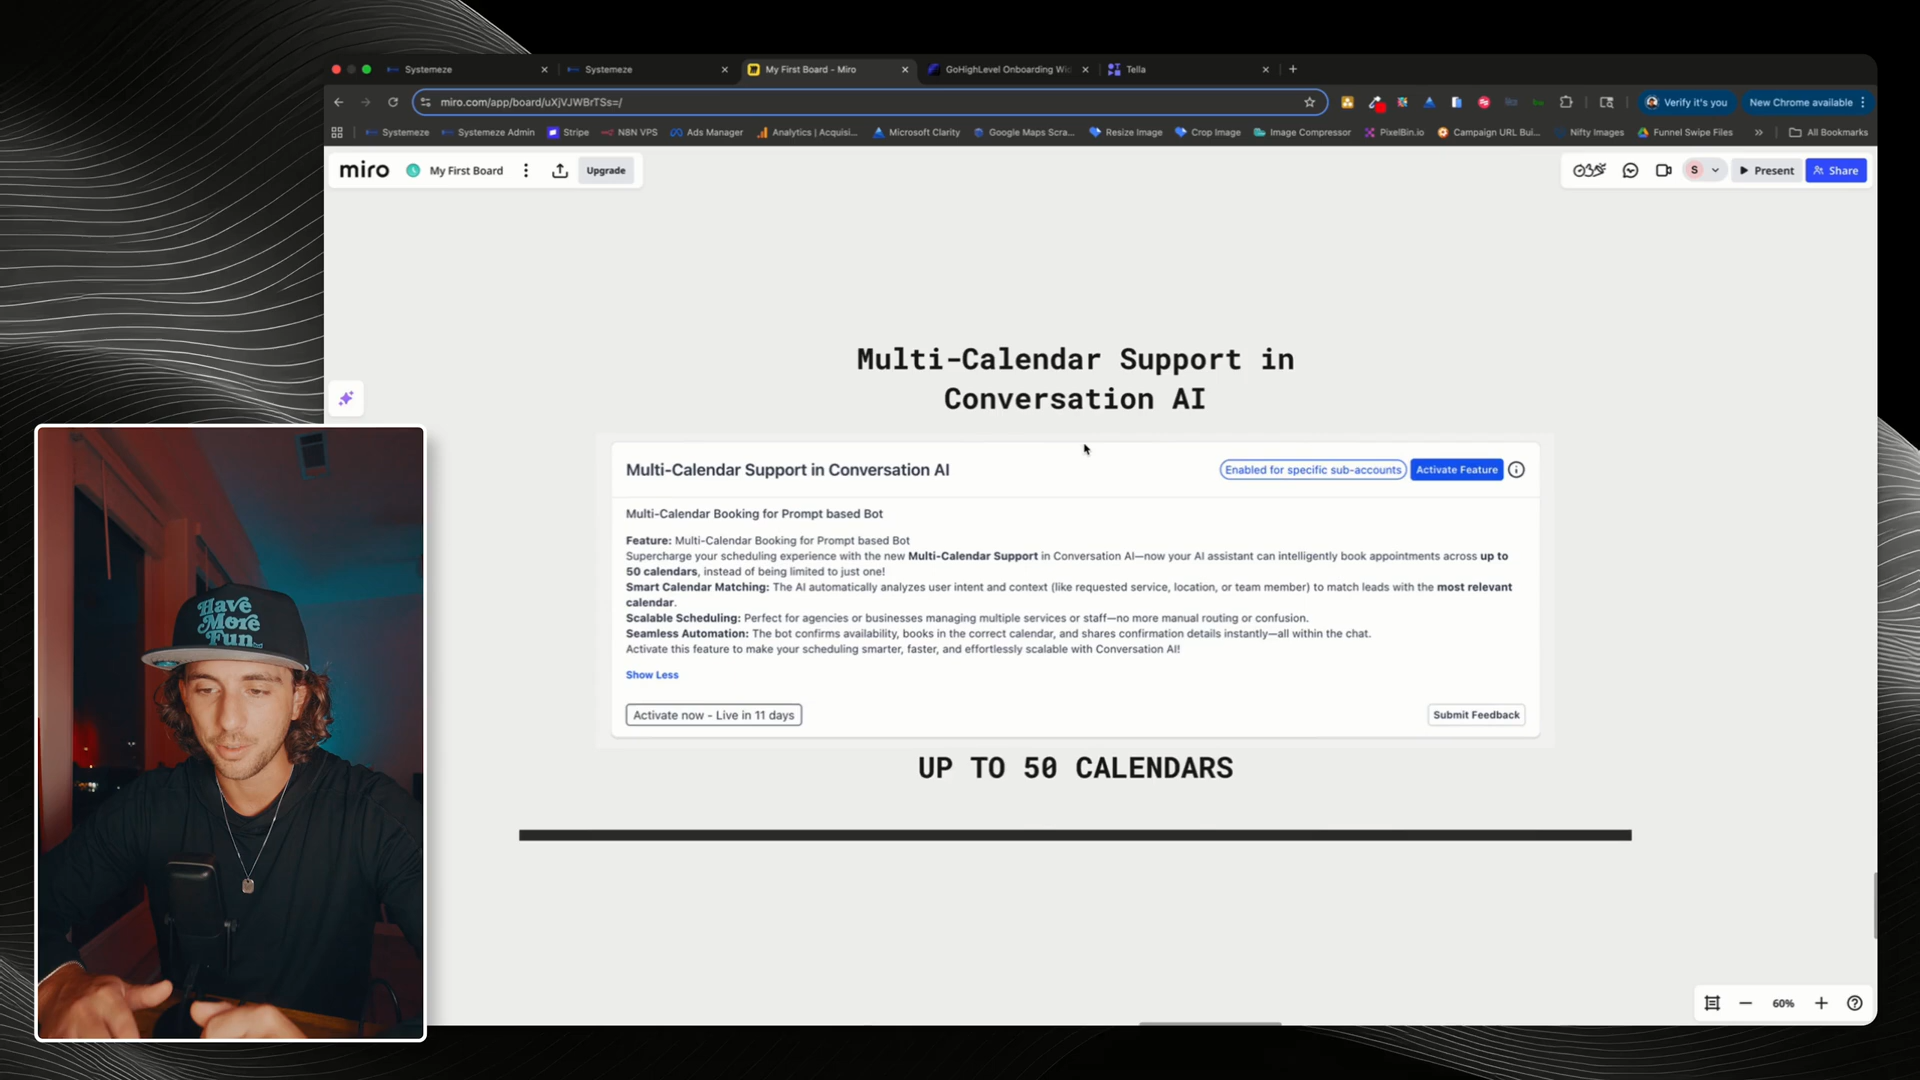 Systemeze
Systemeze
My First Board - Miro
GoHighLevel Onboarding Wi
Tella
miro.com/app/board/uXjVJWBrTSs=/
Verify it's you
New Chrome available
Systemeze
Systemeze Admin
Stripe
N8N VPS
Ads Manager
Analytics | Acquisi...
Microsoft Clarity
Google Maps Scra...
Resize Image
Crop Image
Image Compressor
PixelBin.io
Campaign URL Bui...
Nifty Images
Funnel Swipe Files
All Bookmarks
miro
My First Board
Upgrade
S
Present
Share
Multi-Calendar Support in
Conversation AI
Multi-Calendar Support in Conversation AI
Enabled for specific sub-accounts
Activate Feature
Multi-Calendar Booking for Prompt based Bot
Feature: Multi-Calendar Booking for Prompt based Bot
Supercharge your scheduling experience with the new Multi-Calendar Support in Conversation AI—now your AI assistant can intelligently book appointments across up to
50 calendars, instead of being limited to just one!
Smart Calendar Matching: The AI automatically analyzes user intent and context (like requested service, location, or team member) to match leads with the most relevant
calendar.
Scalable Scheduling: Perfect for agencies or businesses managing multiple services or staff—no more manual routing or confusion.
Seamless Automation: The bot confirms availability, books in the correct calendar, and shares confirmation details instantly—all within the chat.
Activate this feature to make your scheduling smarter, faster, and effortlessly scalable with Conversation AI!
Show Less
Activate now - Live in 11 days
Submit Feedback
UP TO 50 CALENDARS
Have
More
Fun
60%